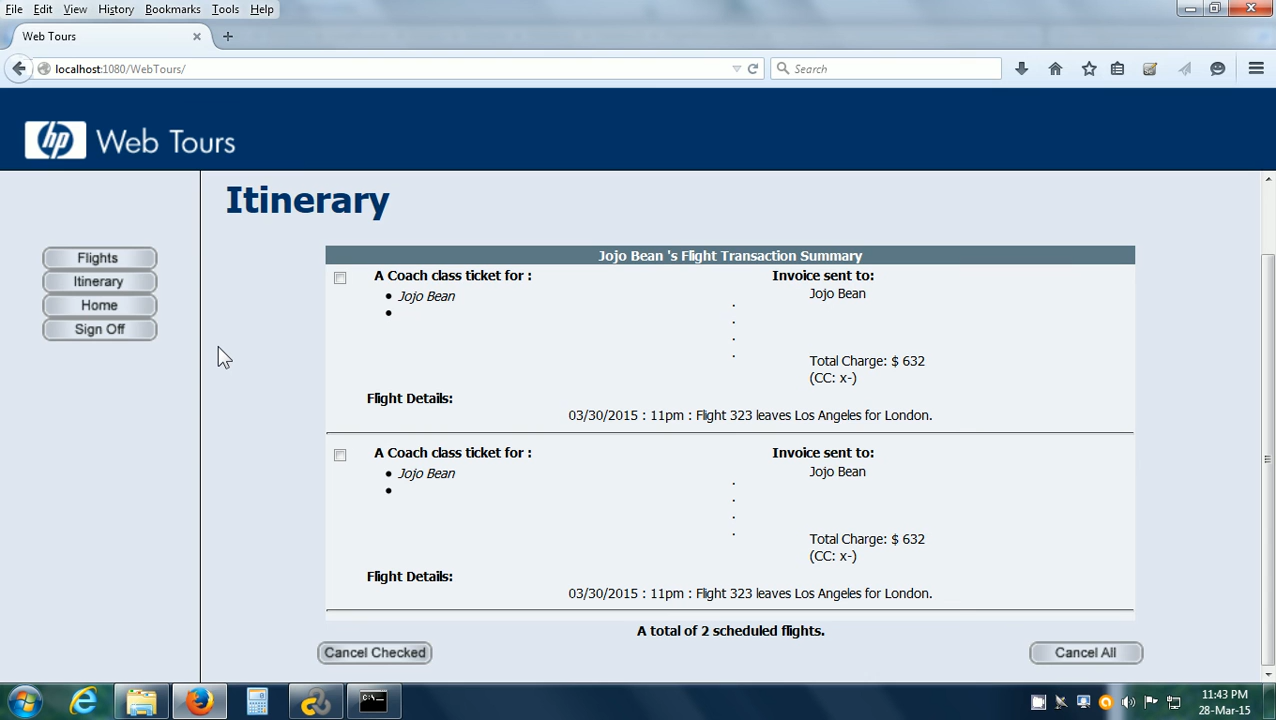 File Edit View History Bookmarks Tools Help
Web Tours
localhost:1080/WebTours/
Search
hp Web Tours
Itinerary
Flights
Itinerary
Home
Sign Off
Jojo Bean 's Flight Transaction Summary
A Coach class ticket for : Invoice sent to:
• Jojo Bean Jojo Bean
•
.
.
.
.
Total Charge: $ 632
(CC: x-)
Flight Details:
03/30/2015 : 11pm : Flight 323 leaves Los Angeles for London.
A Coach class ticket for : Invoice sent to:
• Jojo Bean Jojo Bean
•
.
.
.
.
Total Charge: $ 632
(CC: x-)
Flight Details:
03/30/2015 : 11pm : Flight 323 leaves Los Angeles for London.
A total of 2 scheduled flights.
Cancel Checked Cancel All
C:\
11:43 PM
28-Mar-15